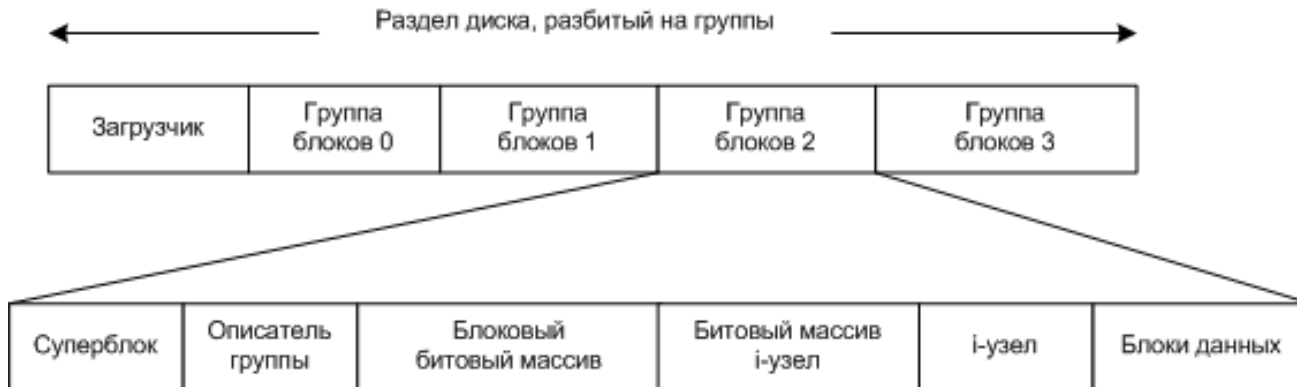 Раздел диска, разбитый на группы
Загрузчик
Группа
блоков 0
Группа
блоков 1
Группа
блоков 2
Группа
блоков 3
Суперблок
Описатель
группы
Блоковый
битовый массив
Битовый массив
i-узел
i-узел
Блоки данных